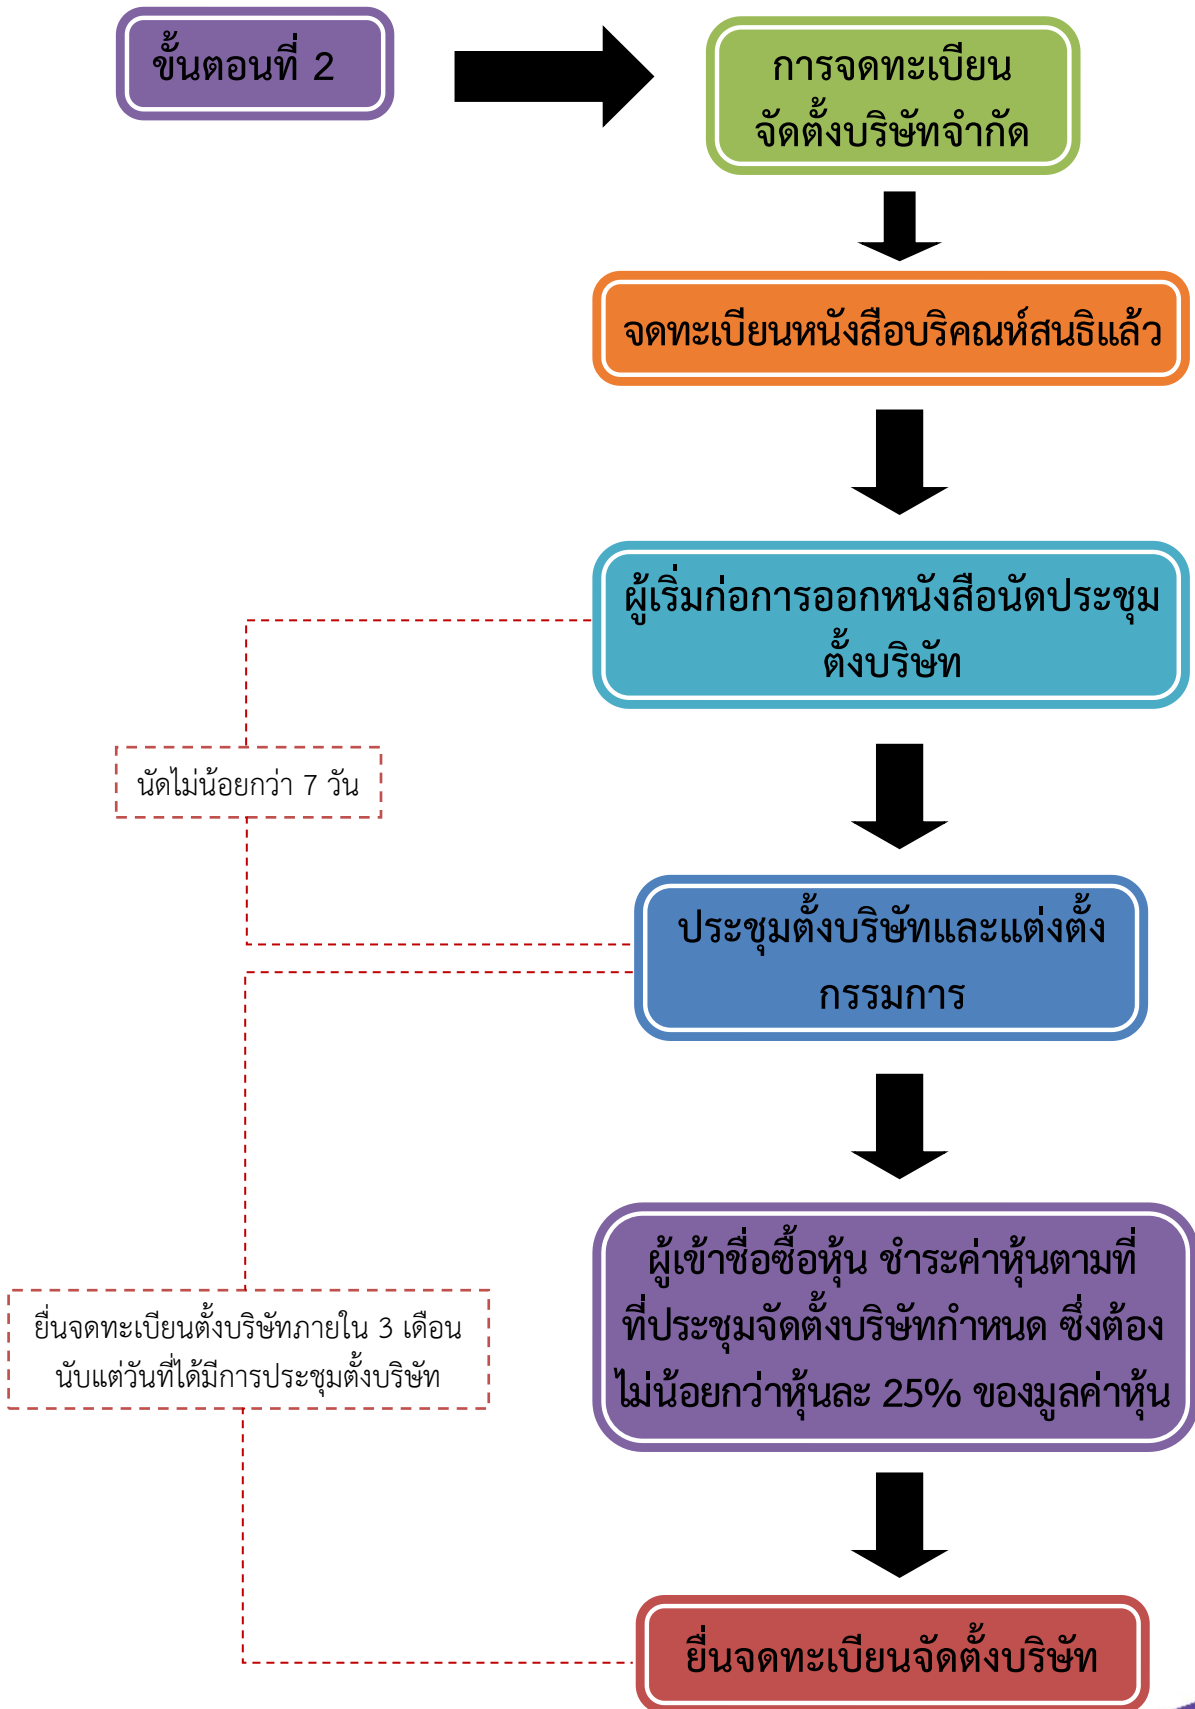 ขั้นตอนที่ 2
การจดทะเบียน
จัดตั้งบริษัทจำกัด
จดทะเบียนหนังสือบริคณห์สนธิแล้ว
ผู้เริ่มก่อการออกหนังสือนัดประชุม
ตั้งบริษัท
นัดไม่น้อยกว่า 7 วัน
ประชุมตั้งบริษัทและแต่งตั้ง
กรรมการ
ผู้เข้าชื่อซื้อหุ้น ชำระค่าหุ้นตามที่
ที่ประชุมจัดตั้งบริษัทกำหนด ซึ่งต้อง
ไม่น้อยกว่าหุ้นละ 25% ของมูลค่าหุ้น
ยื่นจดทะเบียนตั้งบริษัทภายใน 3 เดือน
นับแต่วันที่ได้มีการประชุมตั้งบริษัท
ยื่นจดทะเบียนจัดตั้งบริษัท